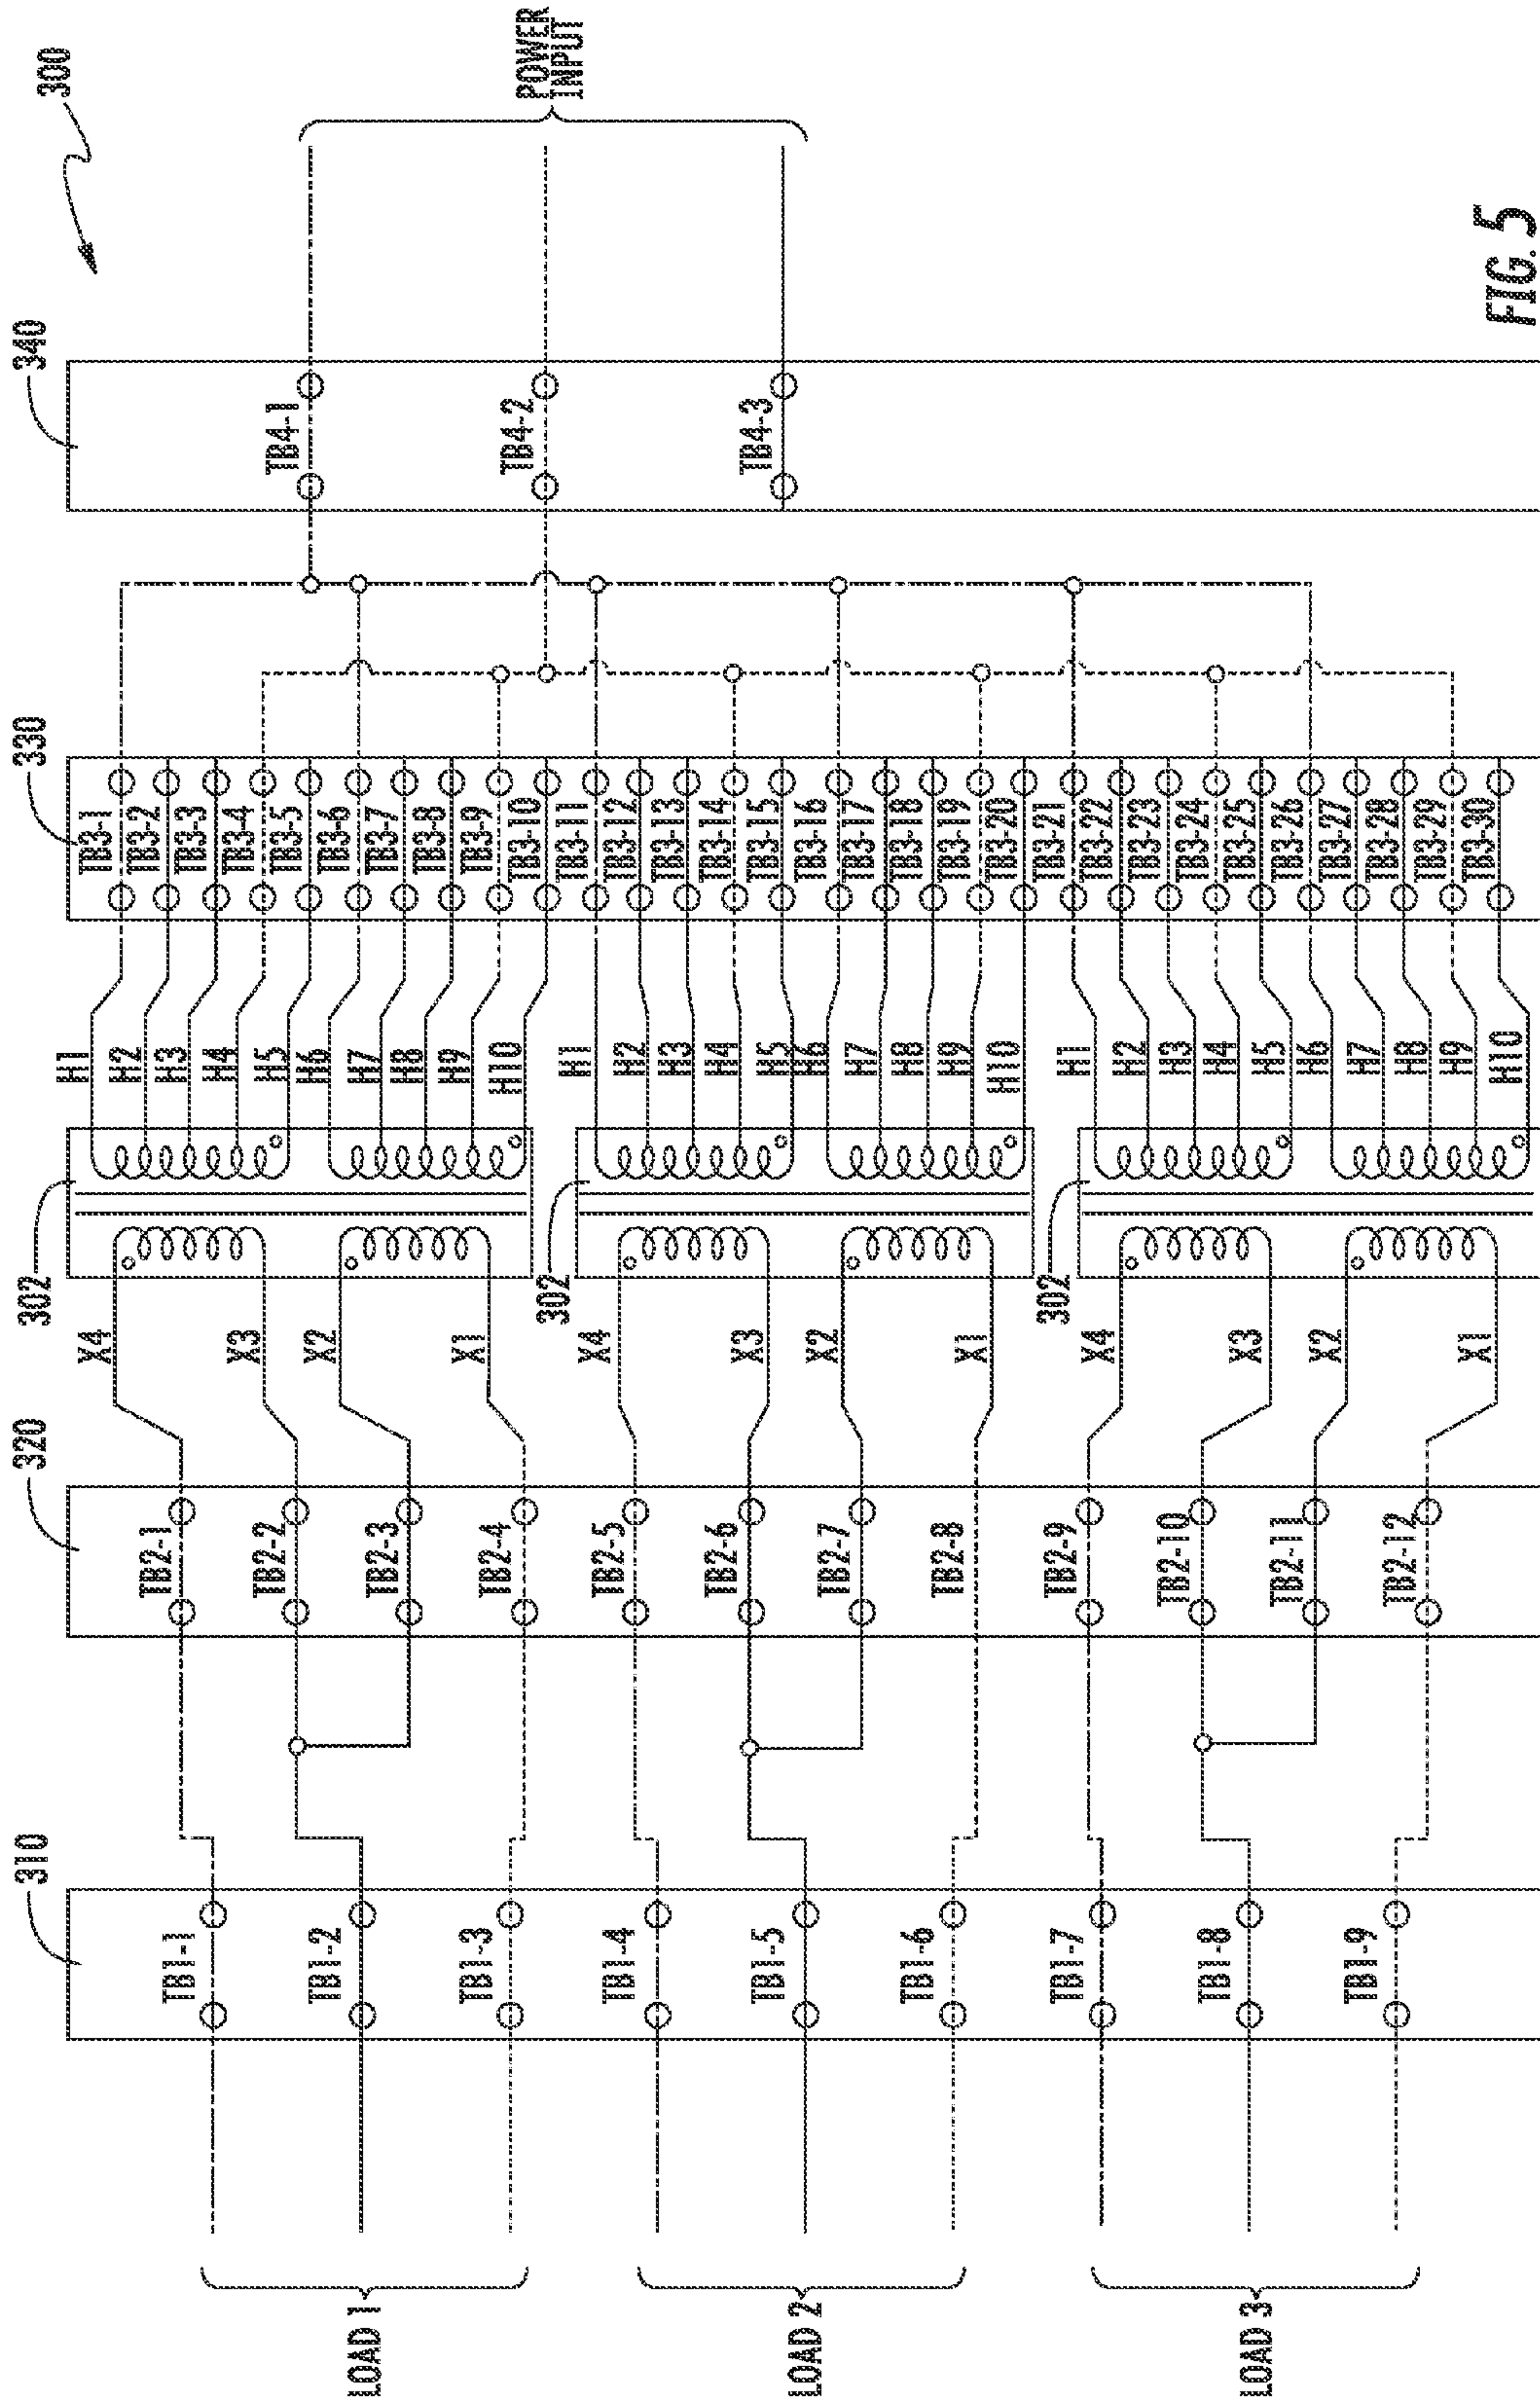 300
POWER
INPUT
340
TB4-1
TB4-2
TB4-3
330
TB3-1
TB3-2
TB3-3
TB3-4
TB3-5
TB3-6
TB3-7
TB3-8
TB3-9
TB3-10
TB3-11
TB3-12
TB3-13
TB3-14
TB3-15
TB3-16
TB3-17
TB3-18
TB3-19
TB3-20
TB3-21
TB3-22
TB3-23
TB3-24
TB3-25
TB3-26
TB3-27
TB3-28
TB3-29
TB3-30
H1
H2
H3
H4
H5
H6
H7
H8
H9
H10
H1
H2
H3
H4
H5
H6
H7
H8
H9
H10
H1
H2
H3
H4
H5
H6
H7
H8
H9
H10
302
302
302
X4
X3
X2
X1
X4
X3
X2
X1
X4
X3
X2
X1
320
TB2-1
TB2-2
TB2-3
TB2-4
TB2-5
TB2-6
TB2-7
TB2-8
TB2-9
TB2-10
TB2-11
TB2-12
310
TB1-1
TB1-2
TB1-3
TB1-4
TB1-5
TB1-6
TB1-7
TB1-8
TB1-9
LOAD 1
LOAD 2
LOAD 3
FIG. 5